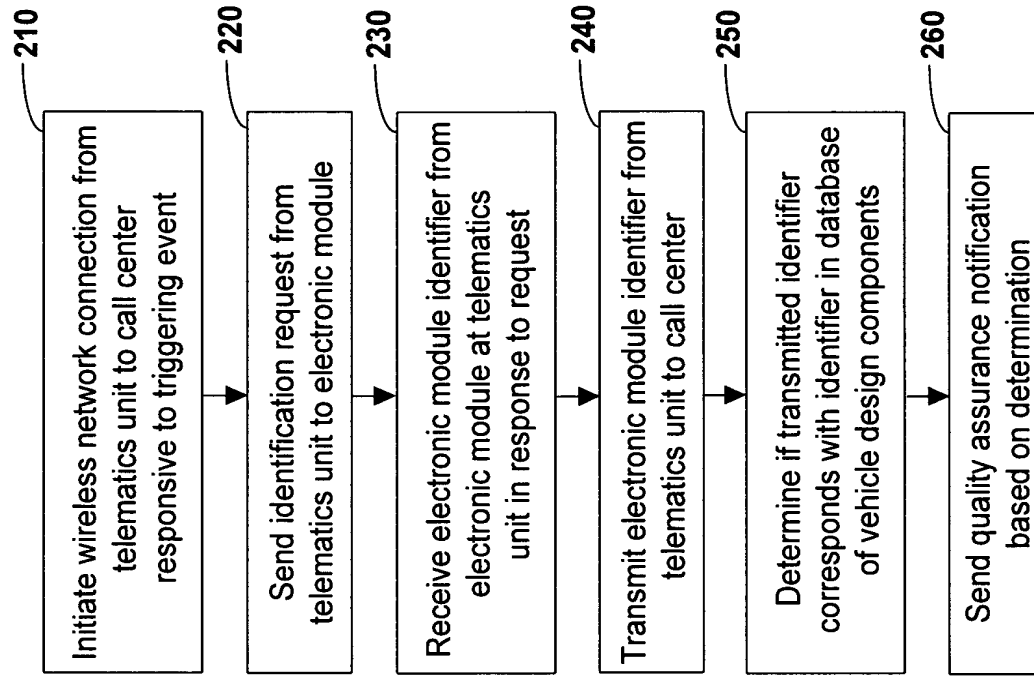 210
Initiate wireless network connection from
telematics unit to call center
responsive to triggering event
220
Send identification request from
telematics unit to electronic module
230
Receive electronic module identifier from
electronic module at telematics
unit in response to request
240
Transmit electronic module identifier from
telematics unit to call center
250
Determine if transmitted identifier
corresponds with identifier in database
of vehicle design components
260
Send quality assurance notification
based on determination